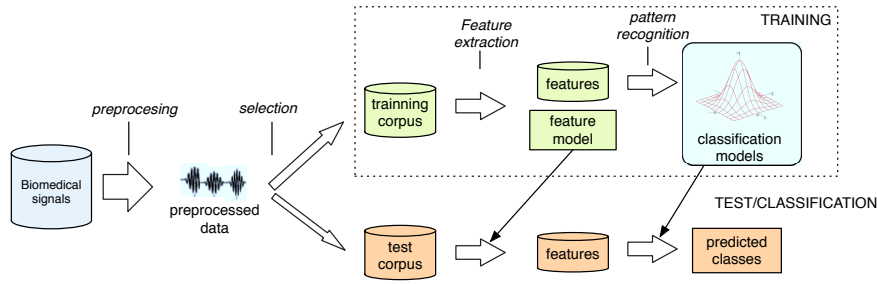 TRAINING
Feature
extraction
pattern
recognition
preprocesing
selection
trainning
corpus
features
feature
model
classification
models
Biomedical
signals
preprocessed
data
TEST/CLASSIFICATION
test
corpus
features
predicted
classes